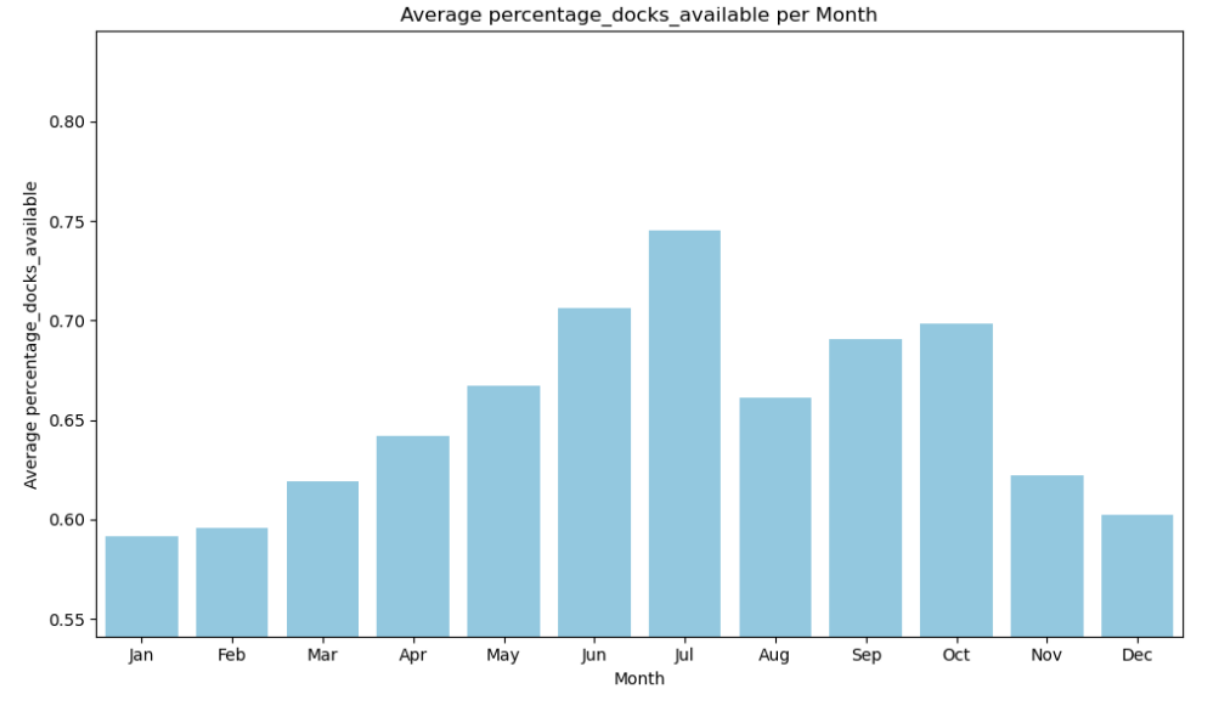 Average percentage_docks_available per Month
Average percentage_docks_available
0.80
0.75
0.70
0.65
0.60
0.55
Jan Feb Mar Apr May Jun Jul Aug Sep Oct Nov Dec
Month